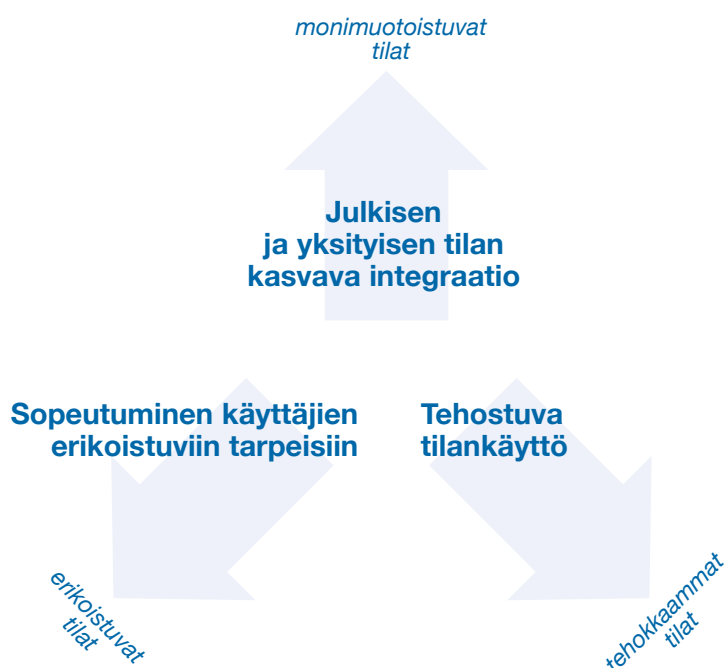 monimuotoistuvat
tilat
Julkisen
ja yksityisen tilan
kasvava integraatio
Sopeutuminen käyttäjien
erikoistuviin tarpeisiin
Tehostuva
tilankäyttö
erikoistuvat
tilat
tehokkaammat
tilat